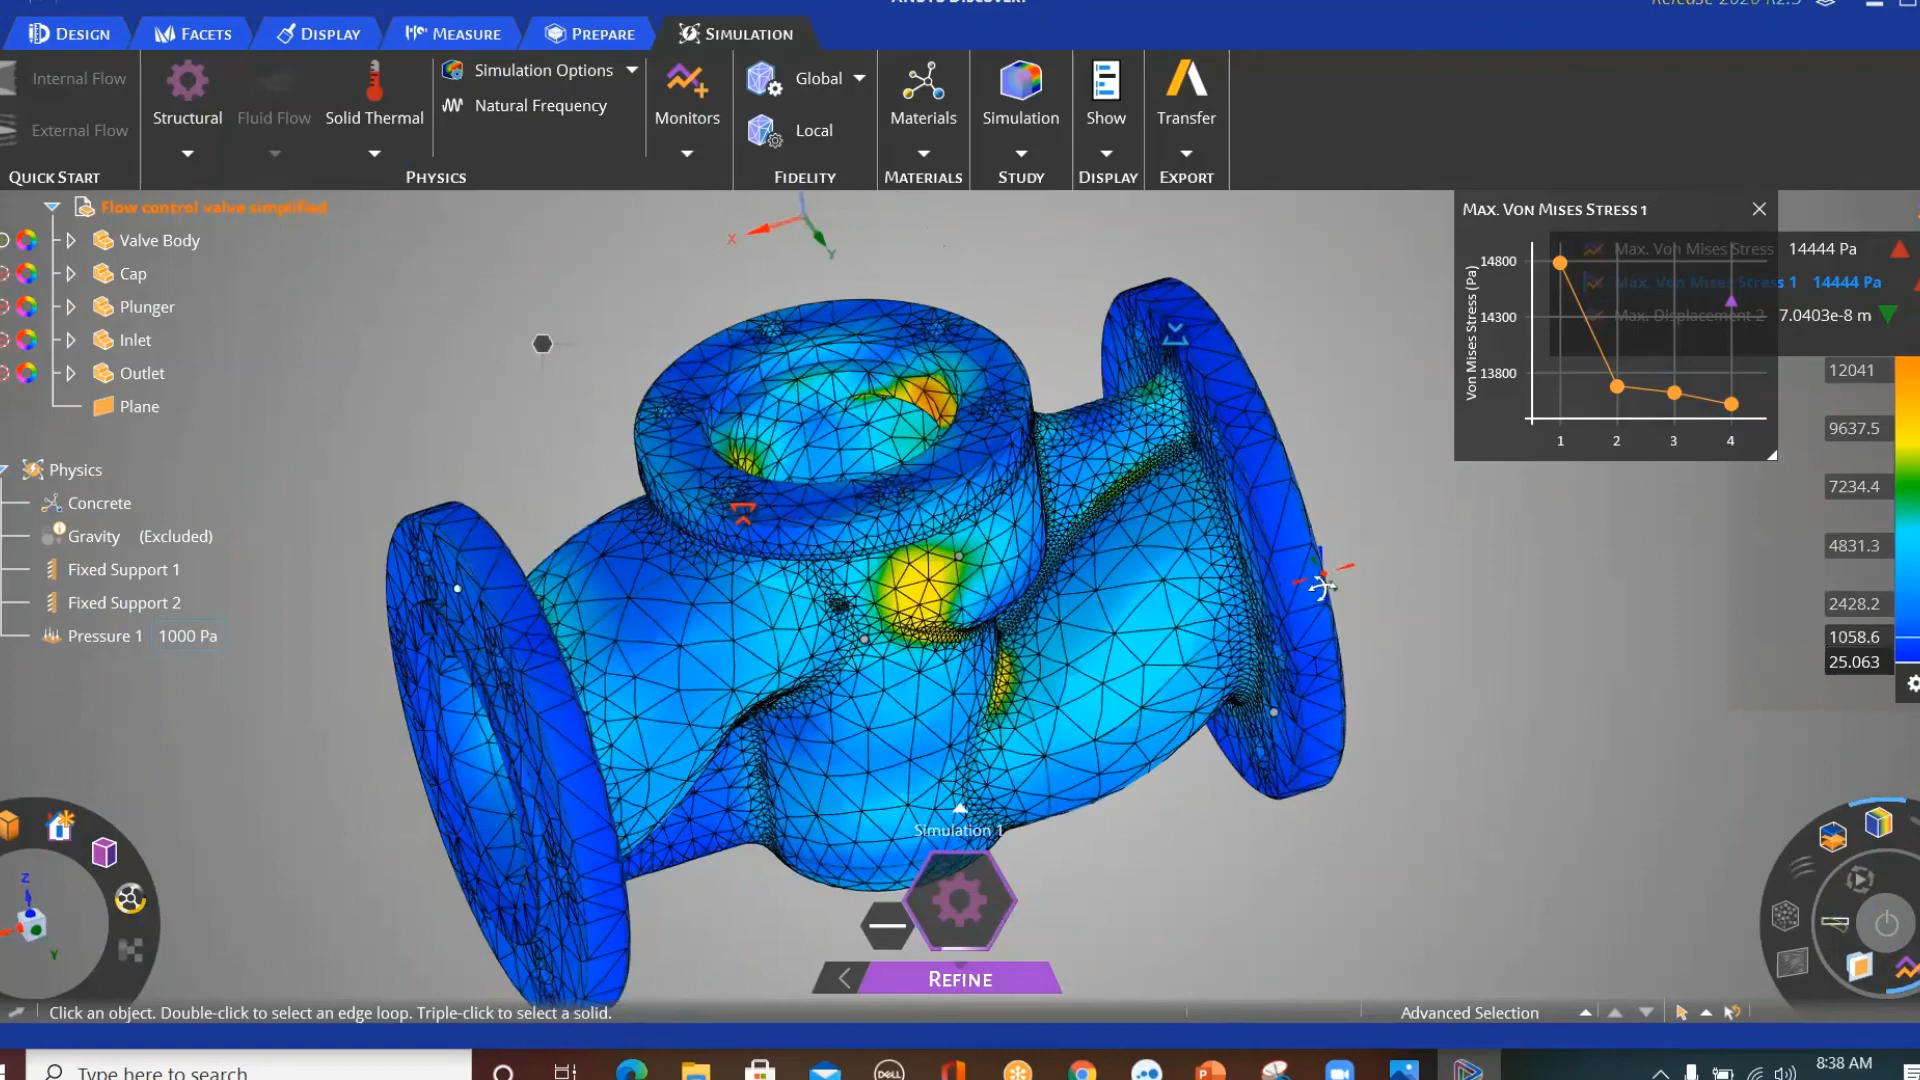 ANSYS DISCOVERY
Release 2020 R2.3
DESIGN
FACETS
DISPLAY
MEASURE
PREPARE
SIMULATION
Internal Flow
External Flow
QUICK START
Structural
Fluid Flow
Solid Thermal
Simulation Options
Natural Frequency
PHYSICS
Monitors
Global
Local
FIDELITY
Materials
MATERIALS
Simulation
STUDY
Show
DISPLAY
Transfer
EXPORT
Flow control valve simplified
Valve Body
Cap
Plunger
Inlet
Outlet
Plane
Physics
Concrete
Gravity (Excluded)
Fixed Support 1
Fixed Support 2
Pressure 1 1000 Pa
X
Y
MAX. VON MISES STRESS 1
Max. Von Mises Stress 14444 Pa
Max. Von Mises Stress 1 14444 Pa
Max. Displacement 2 7.0403e-8 m
Von Mises Stress (Pa)
14800
14300
13800
1 2 3 4
12041
9637.5
7234.4
4831.3
2428.2
1058.6
25.063
Simulation 1
REFINE
Z
Y
Click an object. Double-click to select an edge loop. Triple-click to select a solid.
Advanced Selection
Type here to search
DELL
8:38 AM